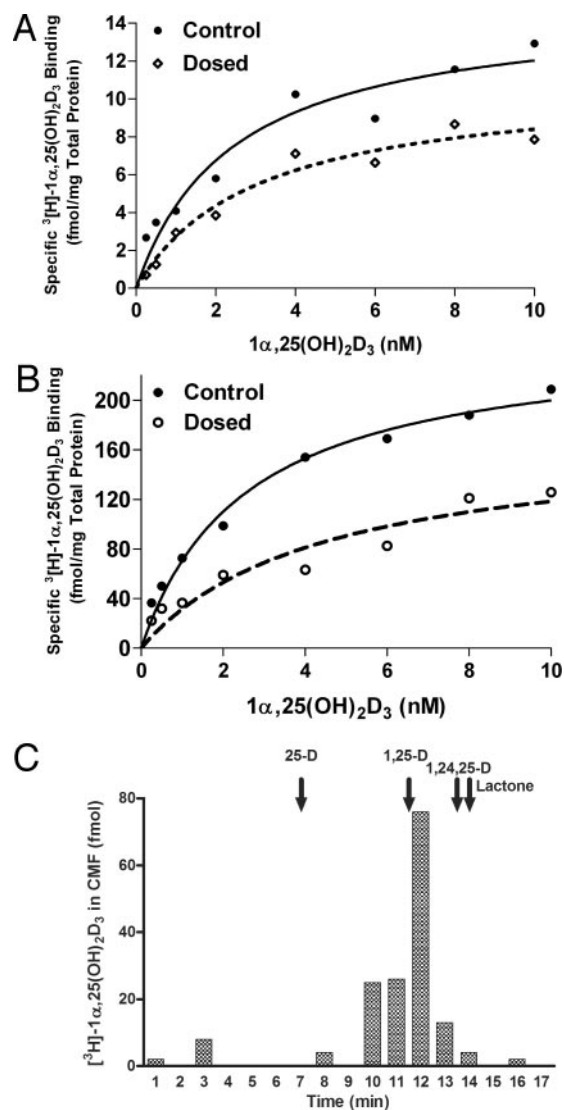 A
Control
Dosed
14
12
10
8
6
4
2
0
0 2 4 6 8 10
Specific ³[H]-1α,25(OH)₂D₃ Binding
(fmol/mg Total Protein)
1α,25(OH)₂D₃ (nM)
B
Control
Dosed
200
160
120
80
40
0
0 2 4 6 8 10
Specific ³[H]-1α,25(OH)₂D₃ Binding
(fmol/mg Total Protein)
1α,25(OH)₂D₃ (nM)
C
25-D 1,25-D 1,24,25-D
Lactone
80
60
40
20
0
[³H]-1α,25(OH)₂D₃ in CMF (fmol)
1 2 3 4 5 6 7 8 9 10 11 12 13 14 15 16 17
Time (min)